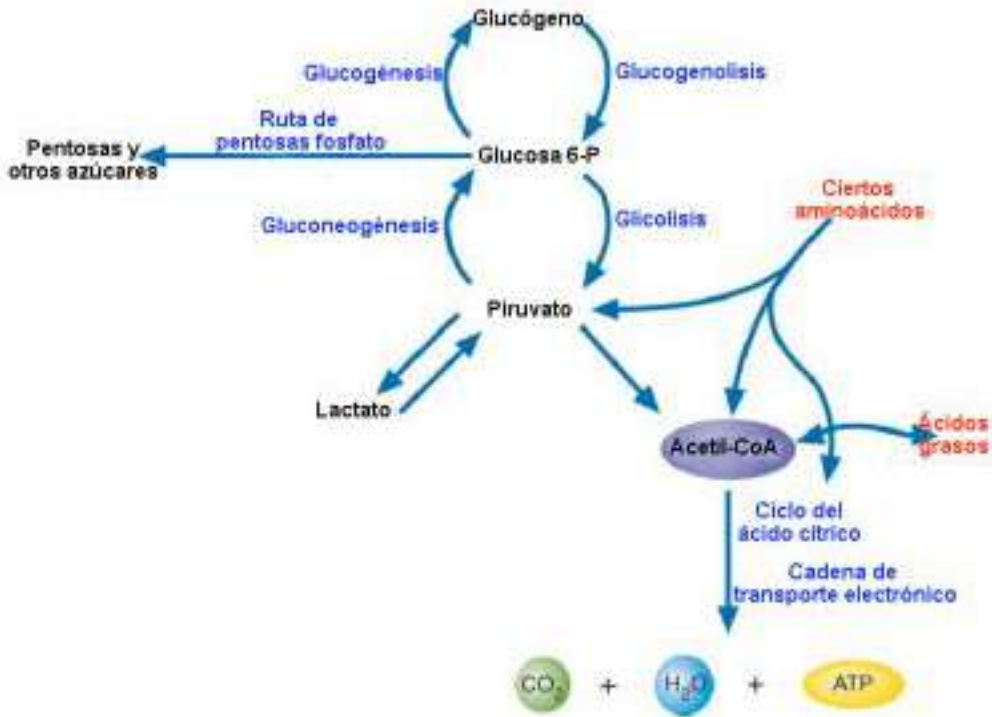 Glucógeno
Glucogénesis
Glucogenolisis
Ruta de
pentosas fosfato
Pentosas y
otros azúcares
Glucosa 6-P
Ciertos
aminoácidos
Gluconeogénesis
Glicolisis
Piruvato
Lactato
Ácidos
grasos
Acetil-CoA
Ciclo del
ácido cítrico
Cadena de
transporte electrónico
CO₂ + H₂O + ATP